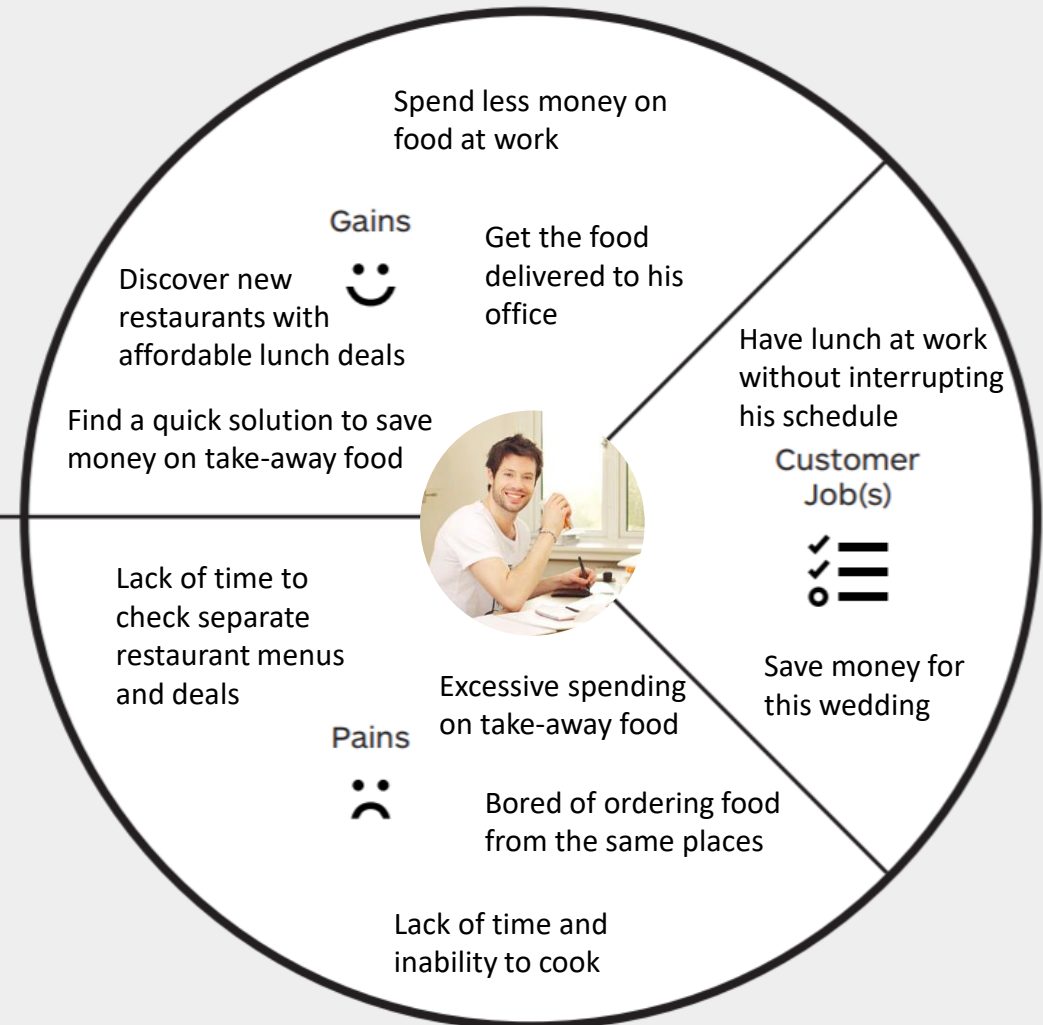 Spend less money on
food at work
Gains
Get the food
delivered to his
office
Discover new
restaurants with
affordable lunch deals
Find a quick solution to save
money on take-away food
Have lunch at work
without interrupting
his schedule
Customer
Job(s)
Save money for
this wedding
Lack of time to
check separate
restaurant menus
and deals
Excessive spending
on take-away food
Pains
Bored of ordering food
from the same places
Lack of time and
inability to cook